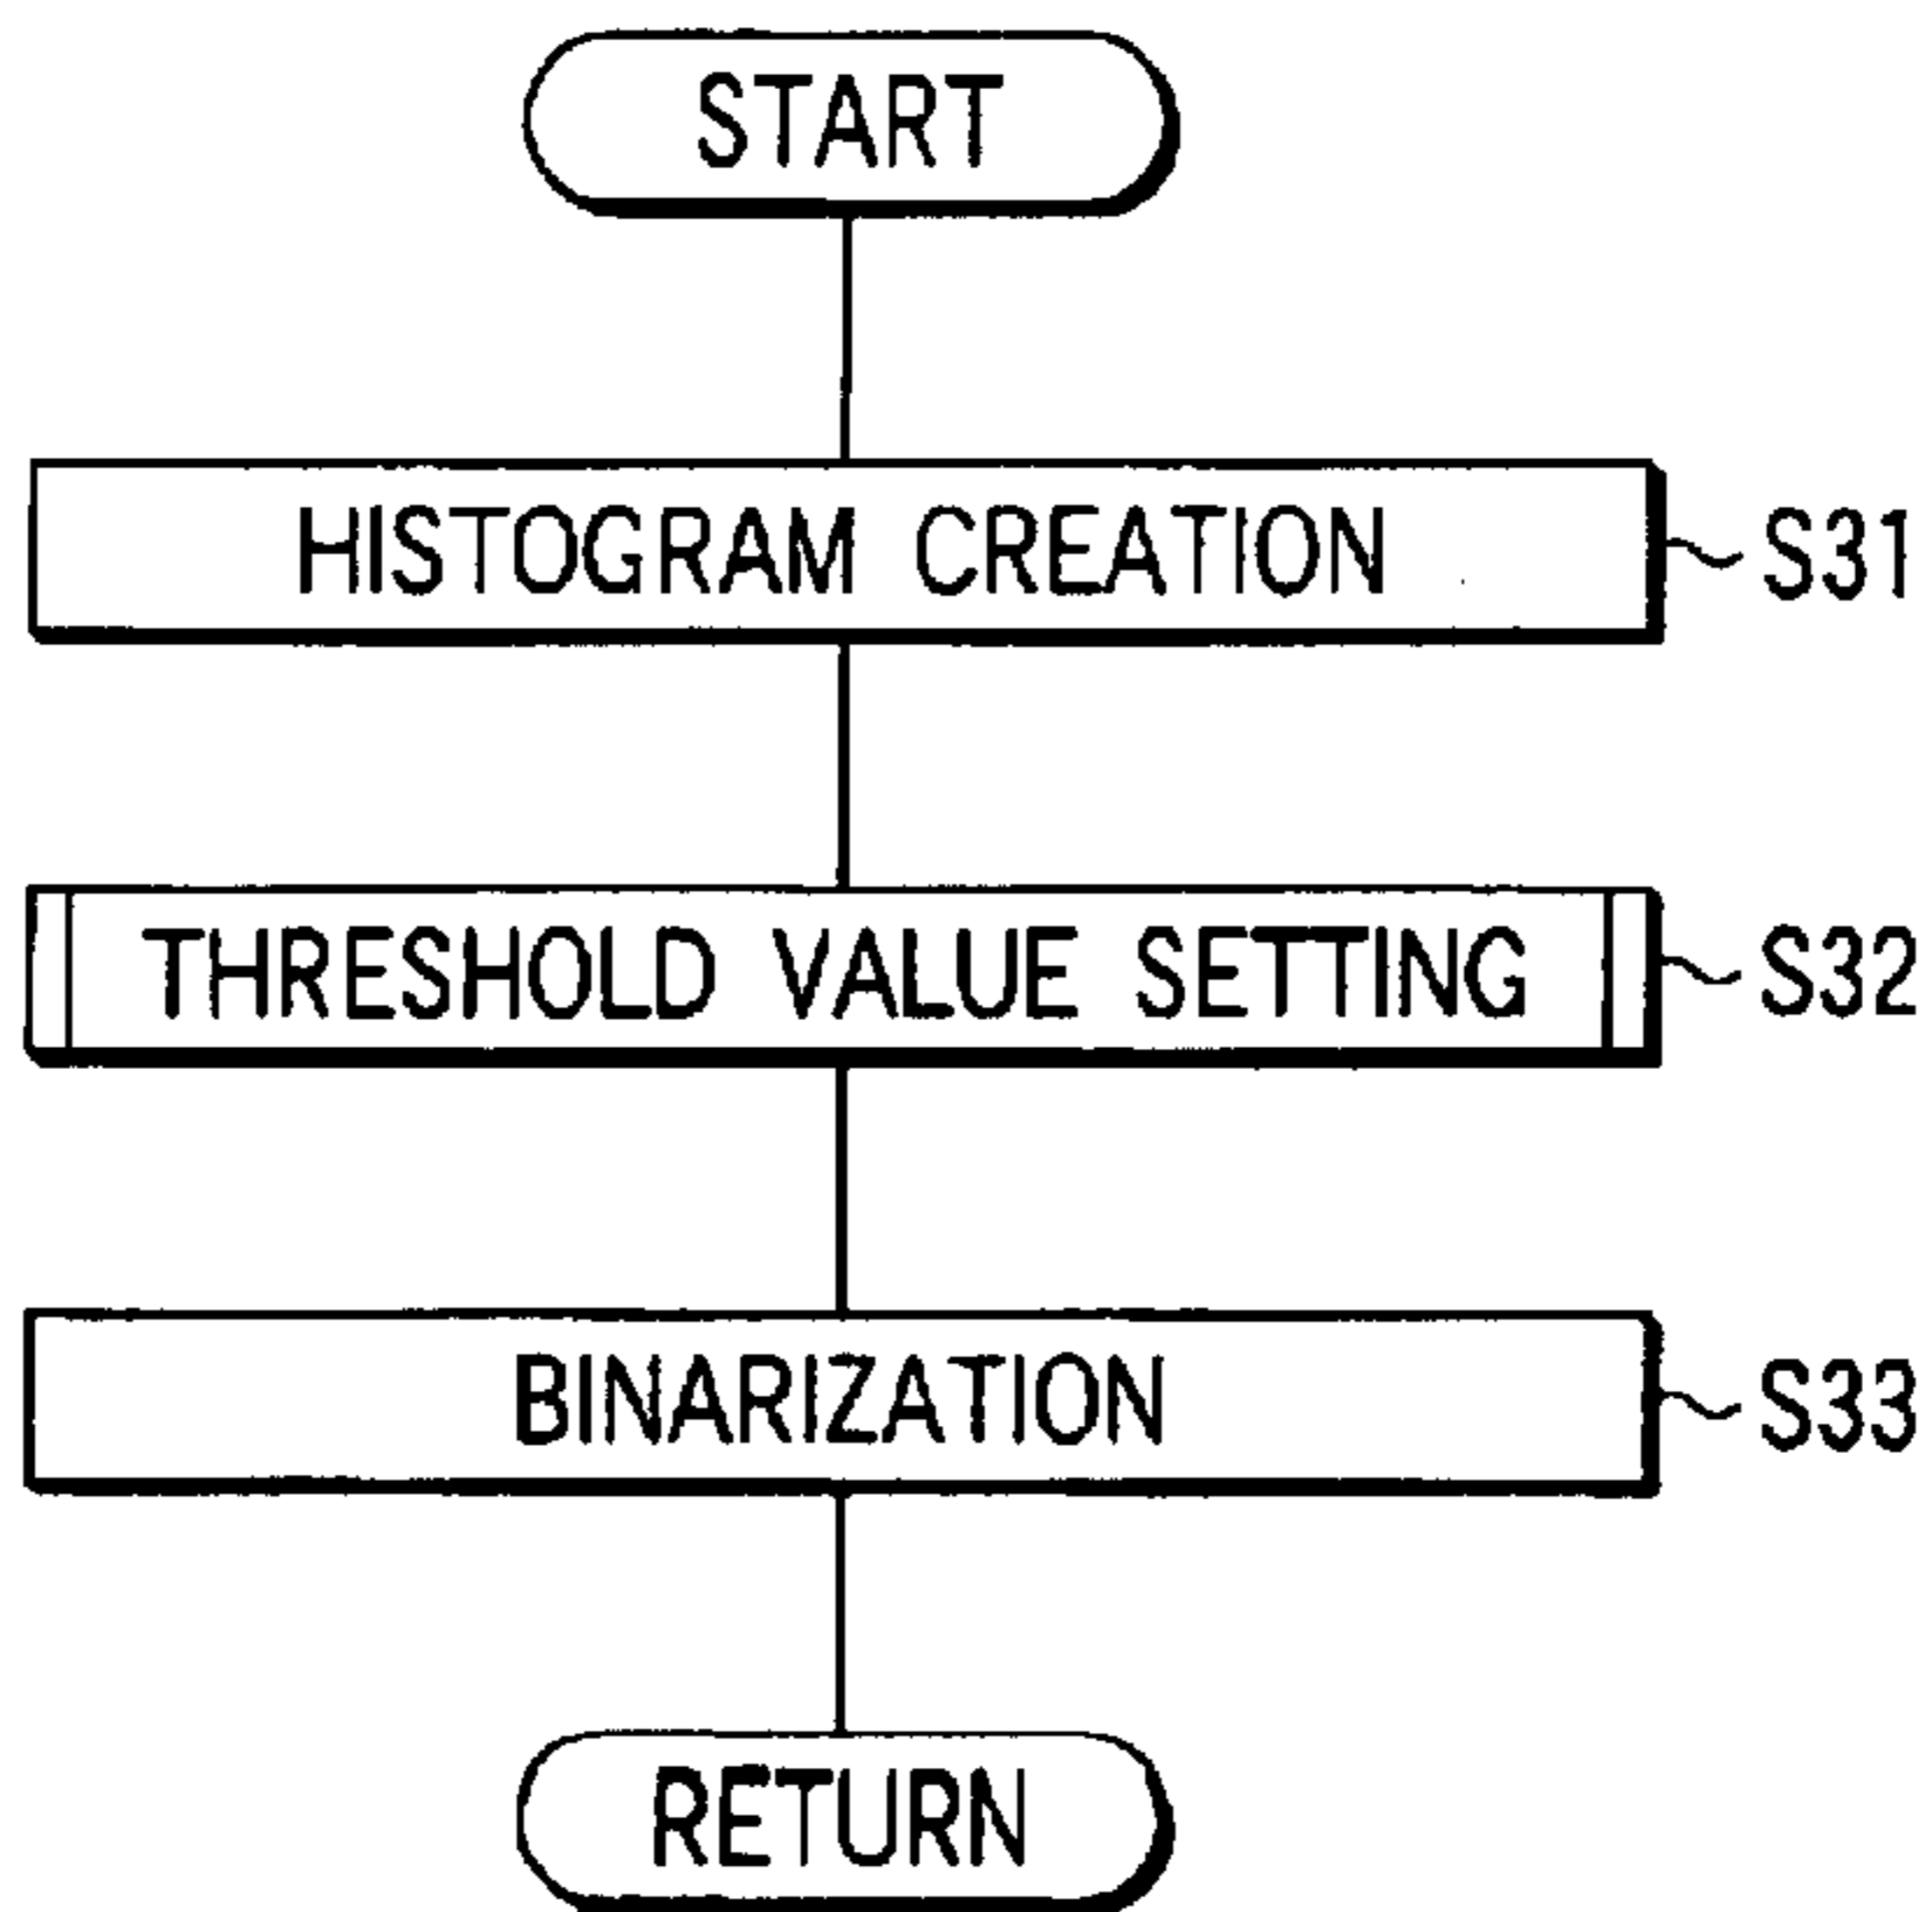 START
HISTOGRAM CREATION
S31
THRESHOLD VALUE SETTING
S32
BINARIZATION
S33
RETURN